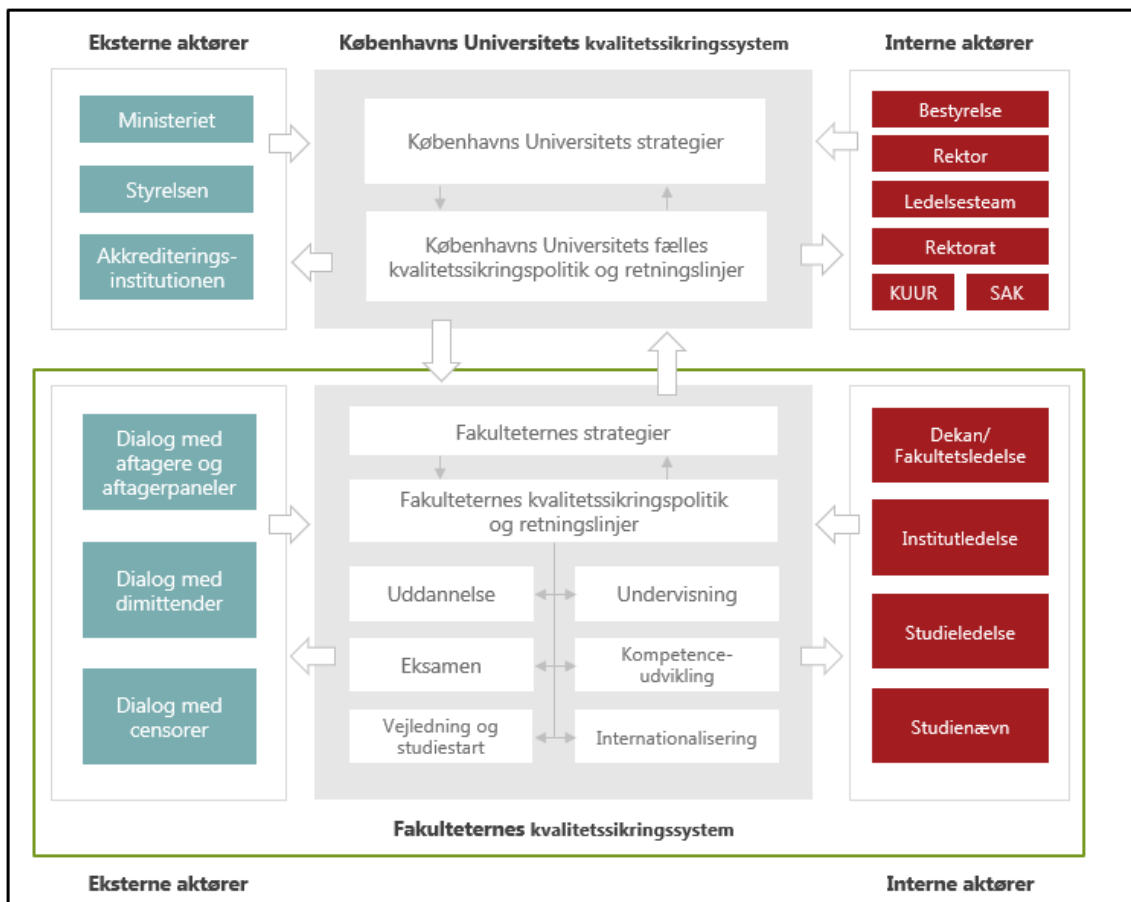 Eksterne aktører
Københavns Universitets kvalitetssikringssystem
Interne aktører
Ministeriet
Styrelsen
Akkrediterings-
institutionen
Københavns Universitets strategier
Københavns Universitets fælles
kvalitetssikringspolitik og retningslinjer
Bestyrelse
Rektor
Ledelsesteam
Rektorat
KUUR
SAK
Dialog med
aftagere og
aftagerpaneler
Dialog med
dimittender
Dialog med
censorer
Fakulteternes strategier
Fakulteternes kvalitetssikringspolitik
og retningslinjer
Uddannelse
Undervisning
Eksamen
Kompetence-
udvikling
Vejledning og
studiestart
Internationalisering
Dekan/
Fakultetsledelse
Institutledelse
Studieledelse
Studienævn
Fakulteternes kvalitetssikringssystem
Eksterne aktører
Interne aktører